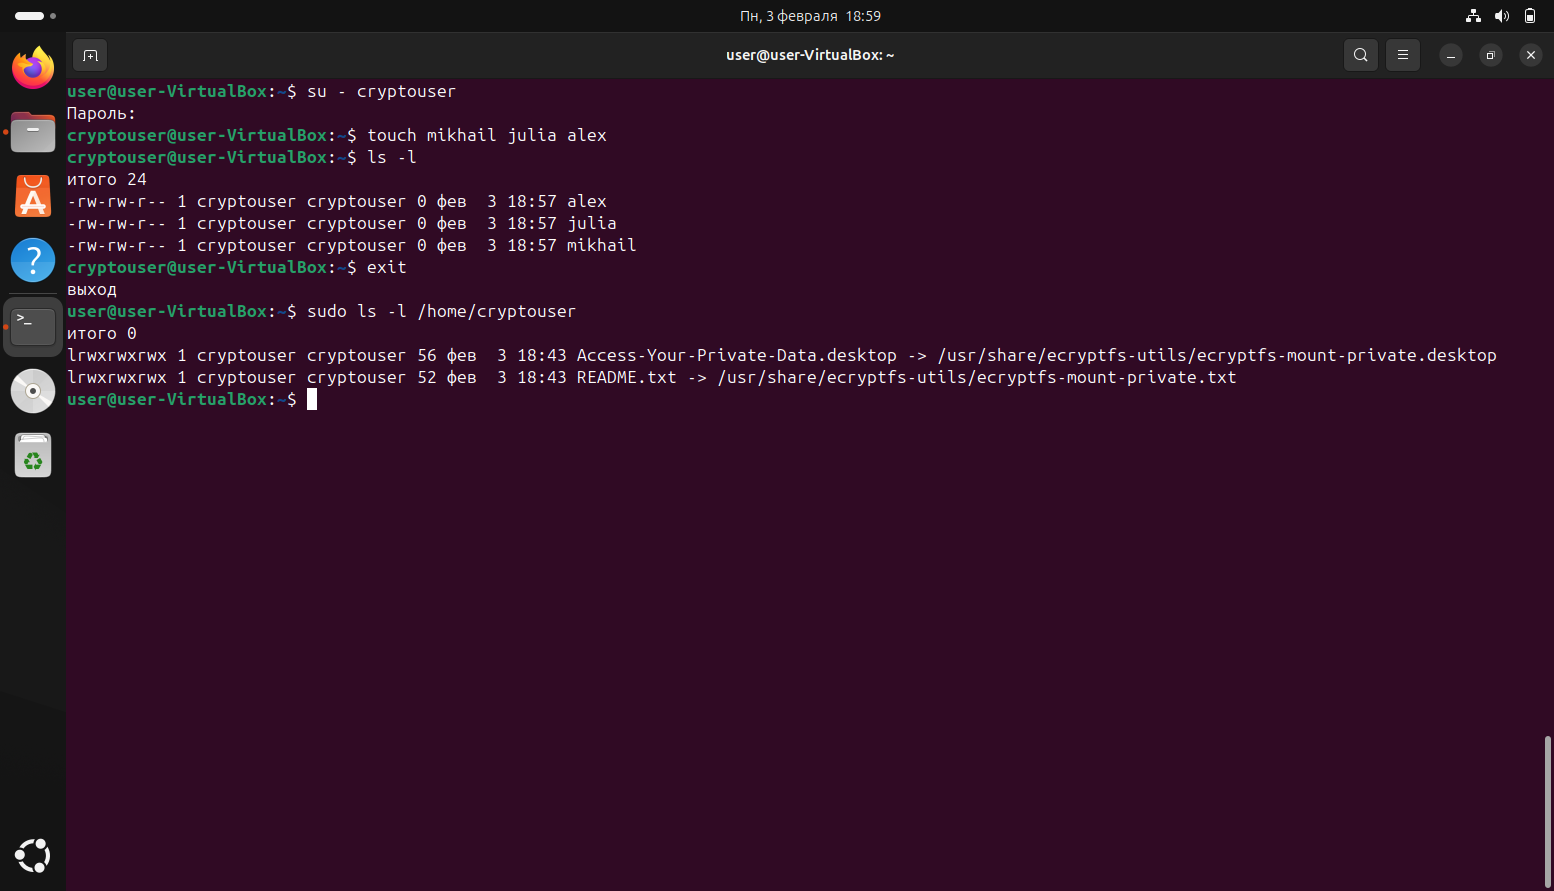 Пн, 3 февраля 18:59
user@user-VirtualBox: ~
user@user-VirtualBox:~$ su - cryptouser
Пароль:
cryptouser@user-VirtualBox:~$ touch mikhail julia alex
cryptouser@user-VirtualBox:~$ ls -l
итого 24
-rw-rw-r-- 1 cryptouser cryptouser 0 фев  3 18:57 alex
-rw-rw-r-- 1 cryptouser cryptouser 0 фев  3 18:57 julia
-rw-rw-r-- 1 cryptouser cryptouser 0 фев  3 18:57 mikhail
cryptouser@user-VirtualBox:~$ exit
выход
user@user-VirtualBox:~$ sudo ls -l /home/cryptouser
итого 0
lrwxrwxrwx 1 cryptouser cryptouser 56 фев  3 18:43 Access-Your-Private-Data.desktop -> /usr/share/ecryptfs-utils/ecryptfs-mount-private.desktop
lrwxrwxrwx 1 cryptouser cryptouser 52 фев  3 18:43 README.txt -> /usr/share/ecryptfs-utils/ecryptfs-mount-private.txt
user@user-VirtualBox:~$